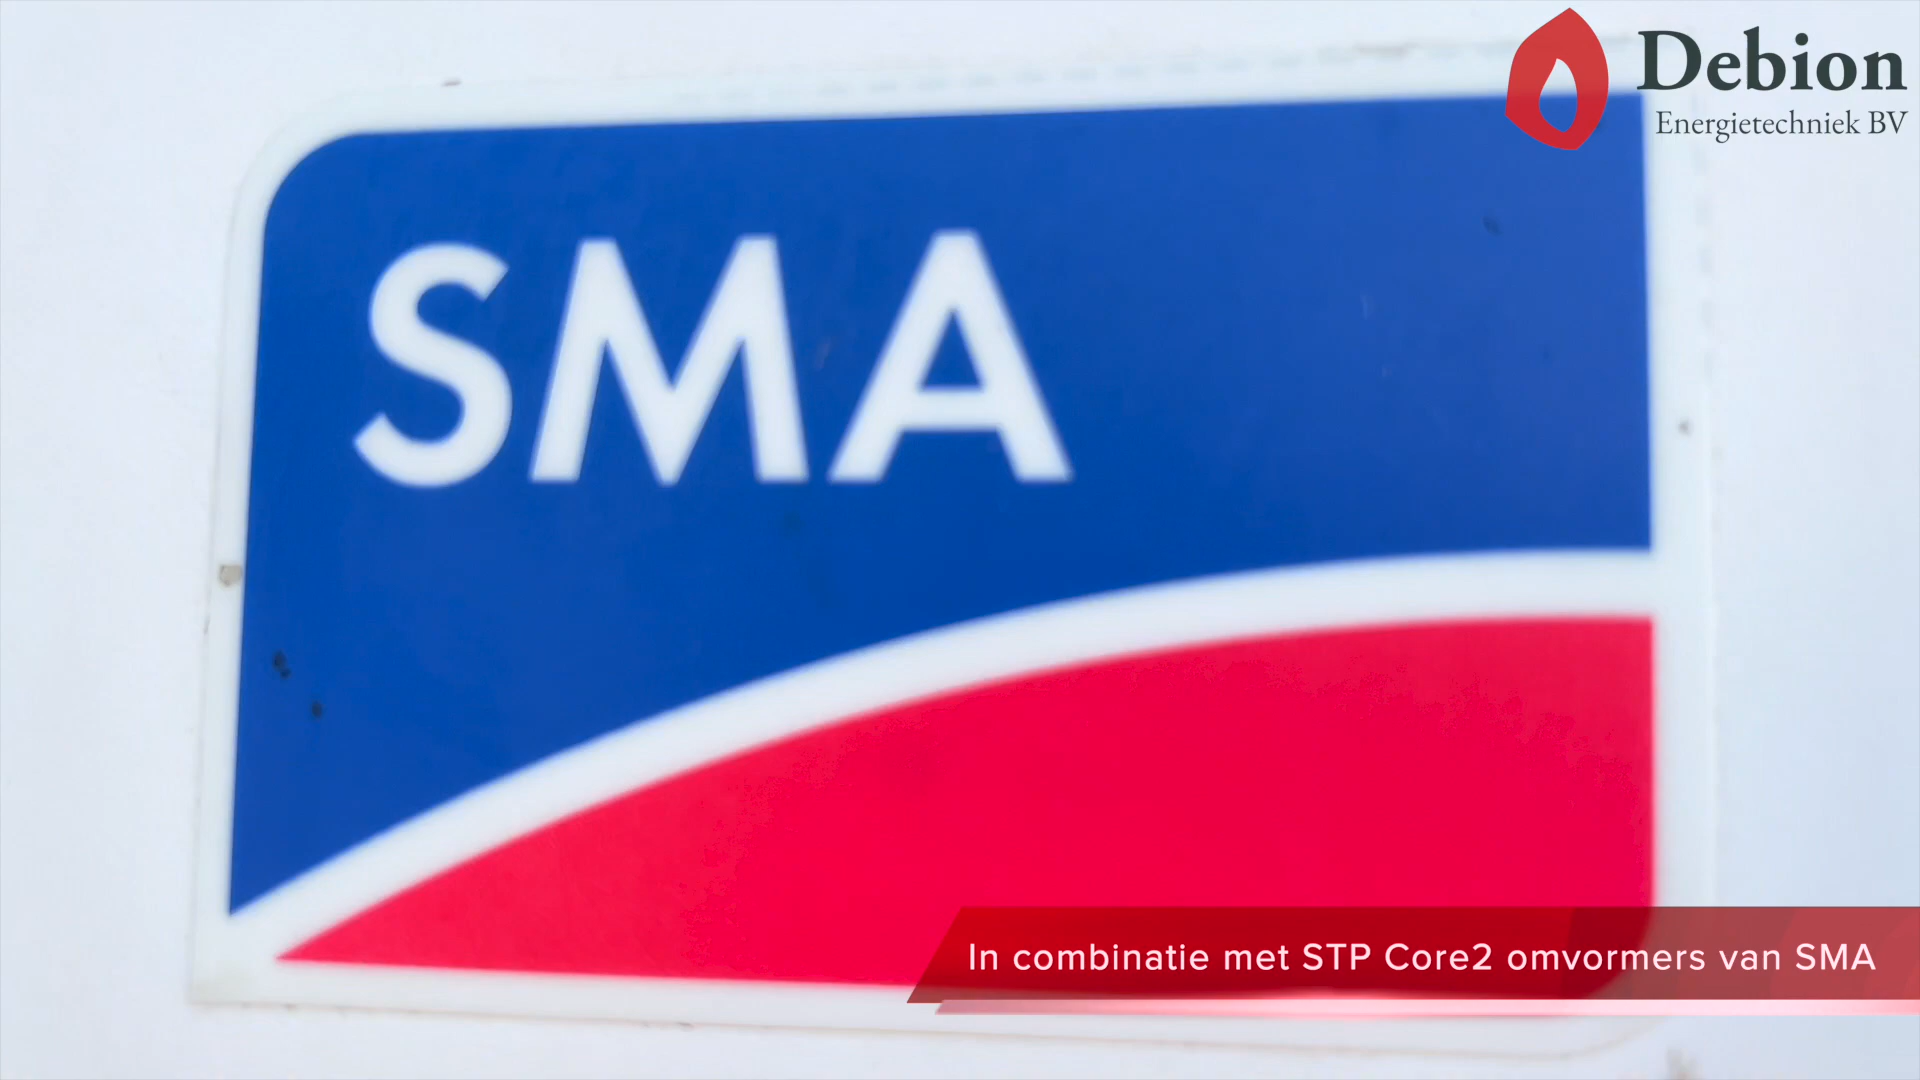 Debion
Energietechniek BV
SMA
In combinatie met STP Core2 omvormers van SMA